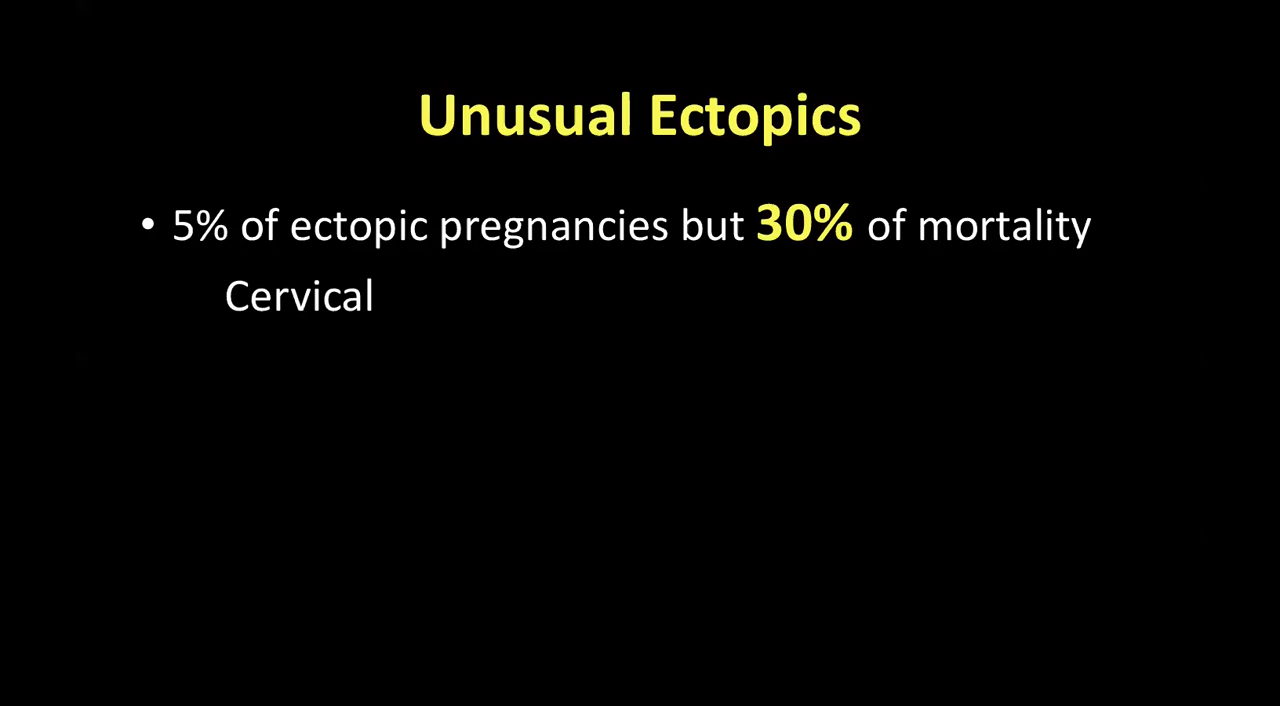 Unusual Ectopics
• 5% of ectopic pregnancies but 30% of mortality
Cervical